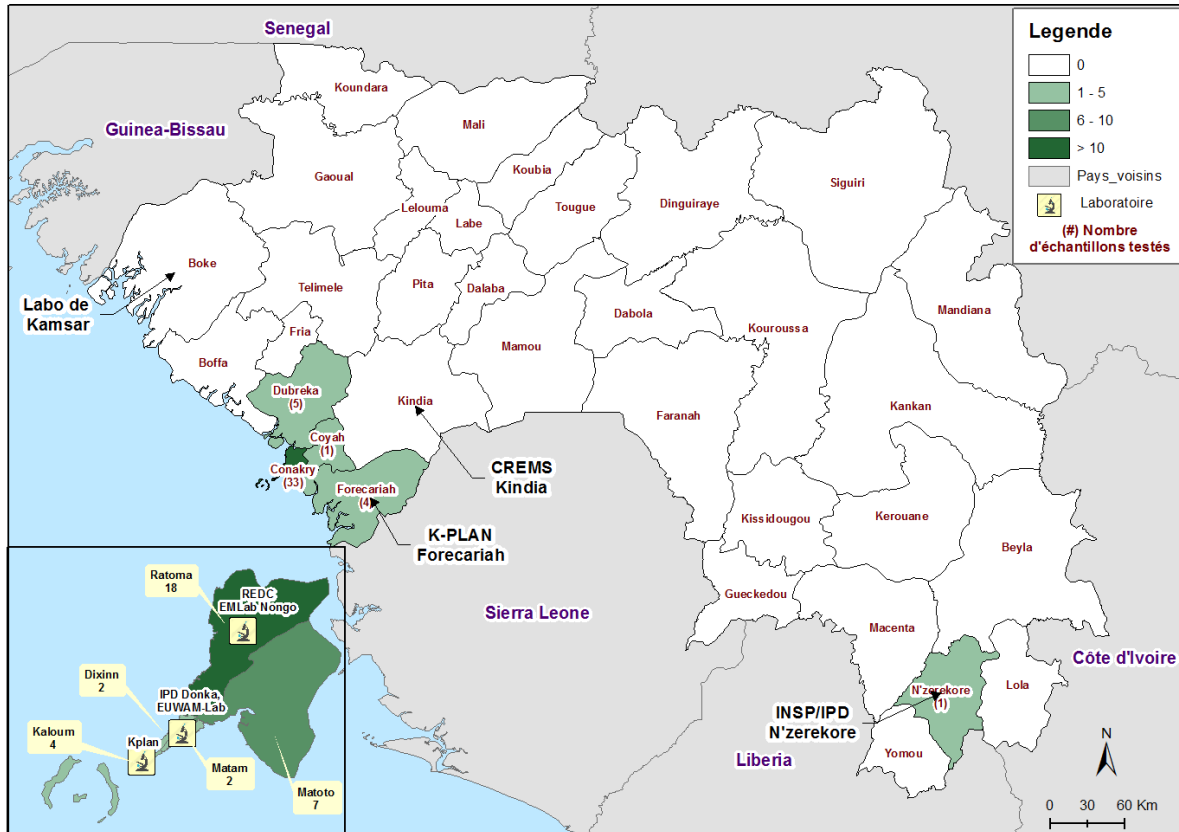 Senegal
Koundara
Guinea-Bissau
Mali
Gaoual
Koubia
Siguiri
Lelouma
Labe
Tougue
Dinguiraye
Boke
Telimele
Pita
Dalaba
Labo de
Kamsar
Dabola
Mandiana
Kouroussa
Fria
Boffa
Mamou
Dubreka
(5)
Kindia
Kankan
Faranah
Coyah
(1)
Conakry
(33)
CREMS
Kindia
Forecariah
(4)
K-PLAN
Forecariah
Kissidougou
Kerouane
Beyla
Gueckedou
Sierra Leone
Macenta
Côte d'Ivoire
N'zerekore
(1)
Lola
INSP/IPD
N'zerekore
Yomou
Liberia
Legende
0
1 - 5
6 - 10
> 10
Pays_voisins
Laboratoire
(#) Nombre
d'échantillons testés
Ratoma
18
REDC
EMLab Nongo
Dixinn
2
IPD Donka,
EUWAM-Lab
Kaloum
4
Kplan
Matam
2
Matoto
7
N
0 30 60 Km